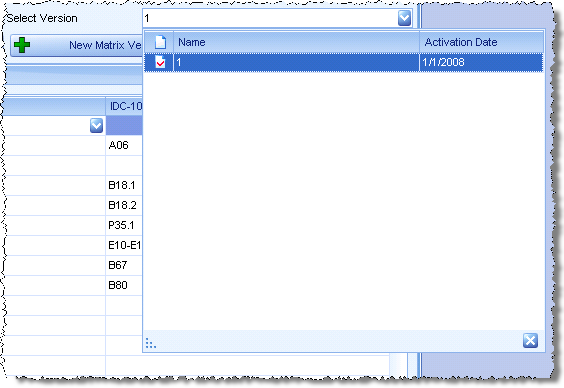 Select Version 1
New Matrix Ve
Name Activation Date
1 1/1/2008
IDC-10
A06
B18.1
B18.2
P35.1
E10-E1
B67
B80